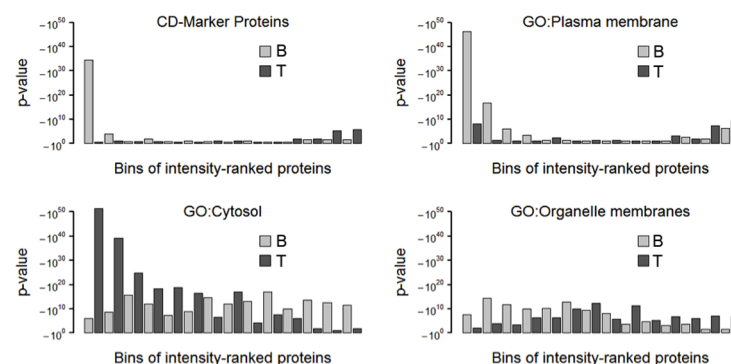 CD-Marker Proteins
p-value
−10^50
−10^40
−10^30
−10^20
−10^10
−10^0
B
T
Bins of intensity-ranked proteins
GO:Plasma membrane
p-value
−10^50
−10^40
−10^30
−10^20
−10^10
−10^0
B
T
Bins of intensity-ranked proteins
GO:Cytosol
p-value
−10^50
−10^40
−10^30
−10^20
−10^10
−10^0
B
T
Bins of intensity-ranked proteins
GO:Organelle membranes
p-value
−10^50
−10^40
−10^30
−10^20
−10^10
−10^0
B
T
Bins of intensity-ranked proteins